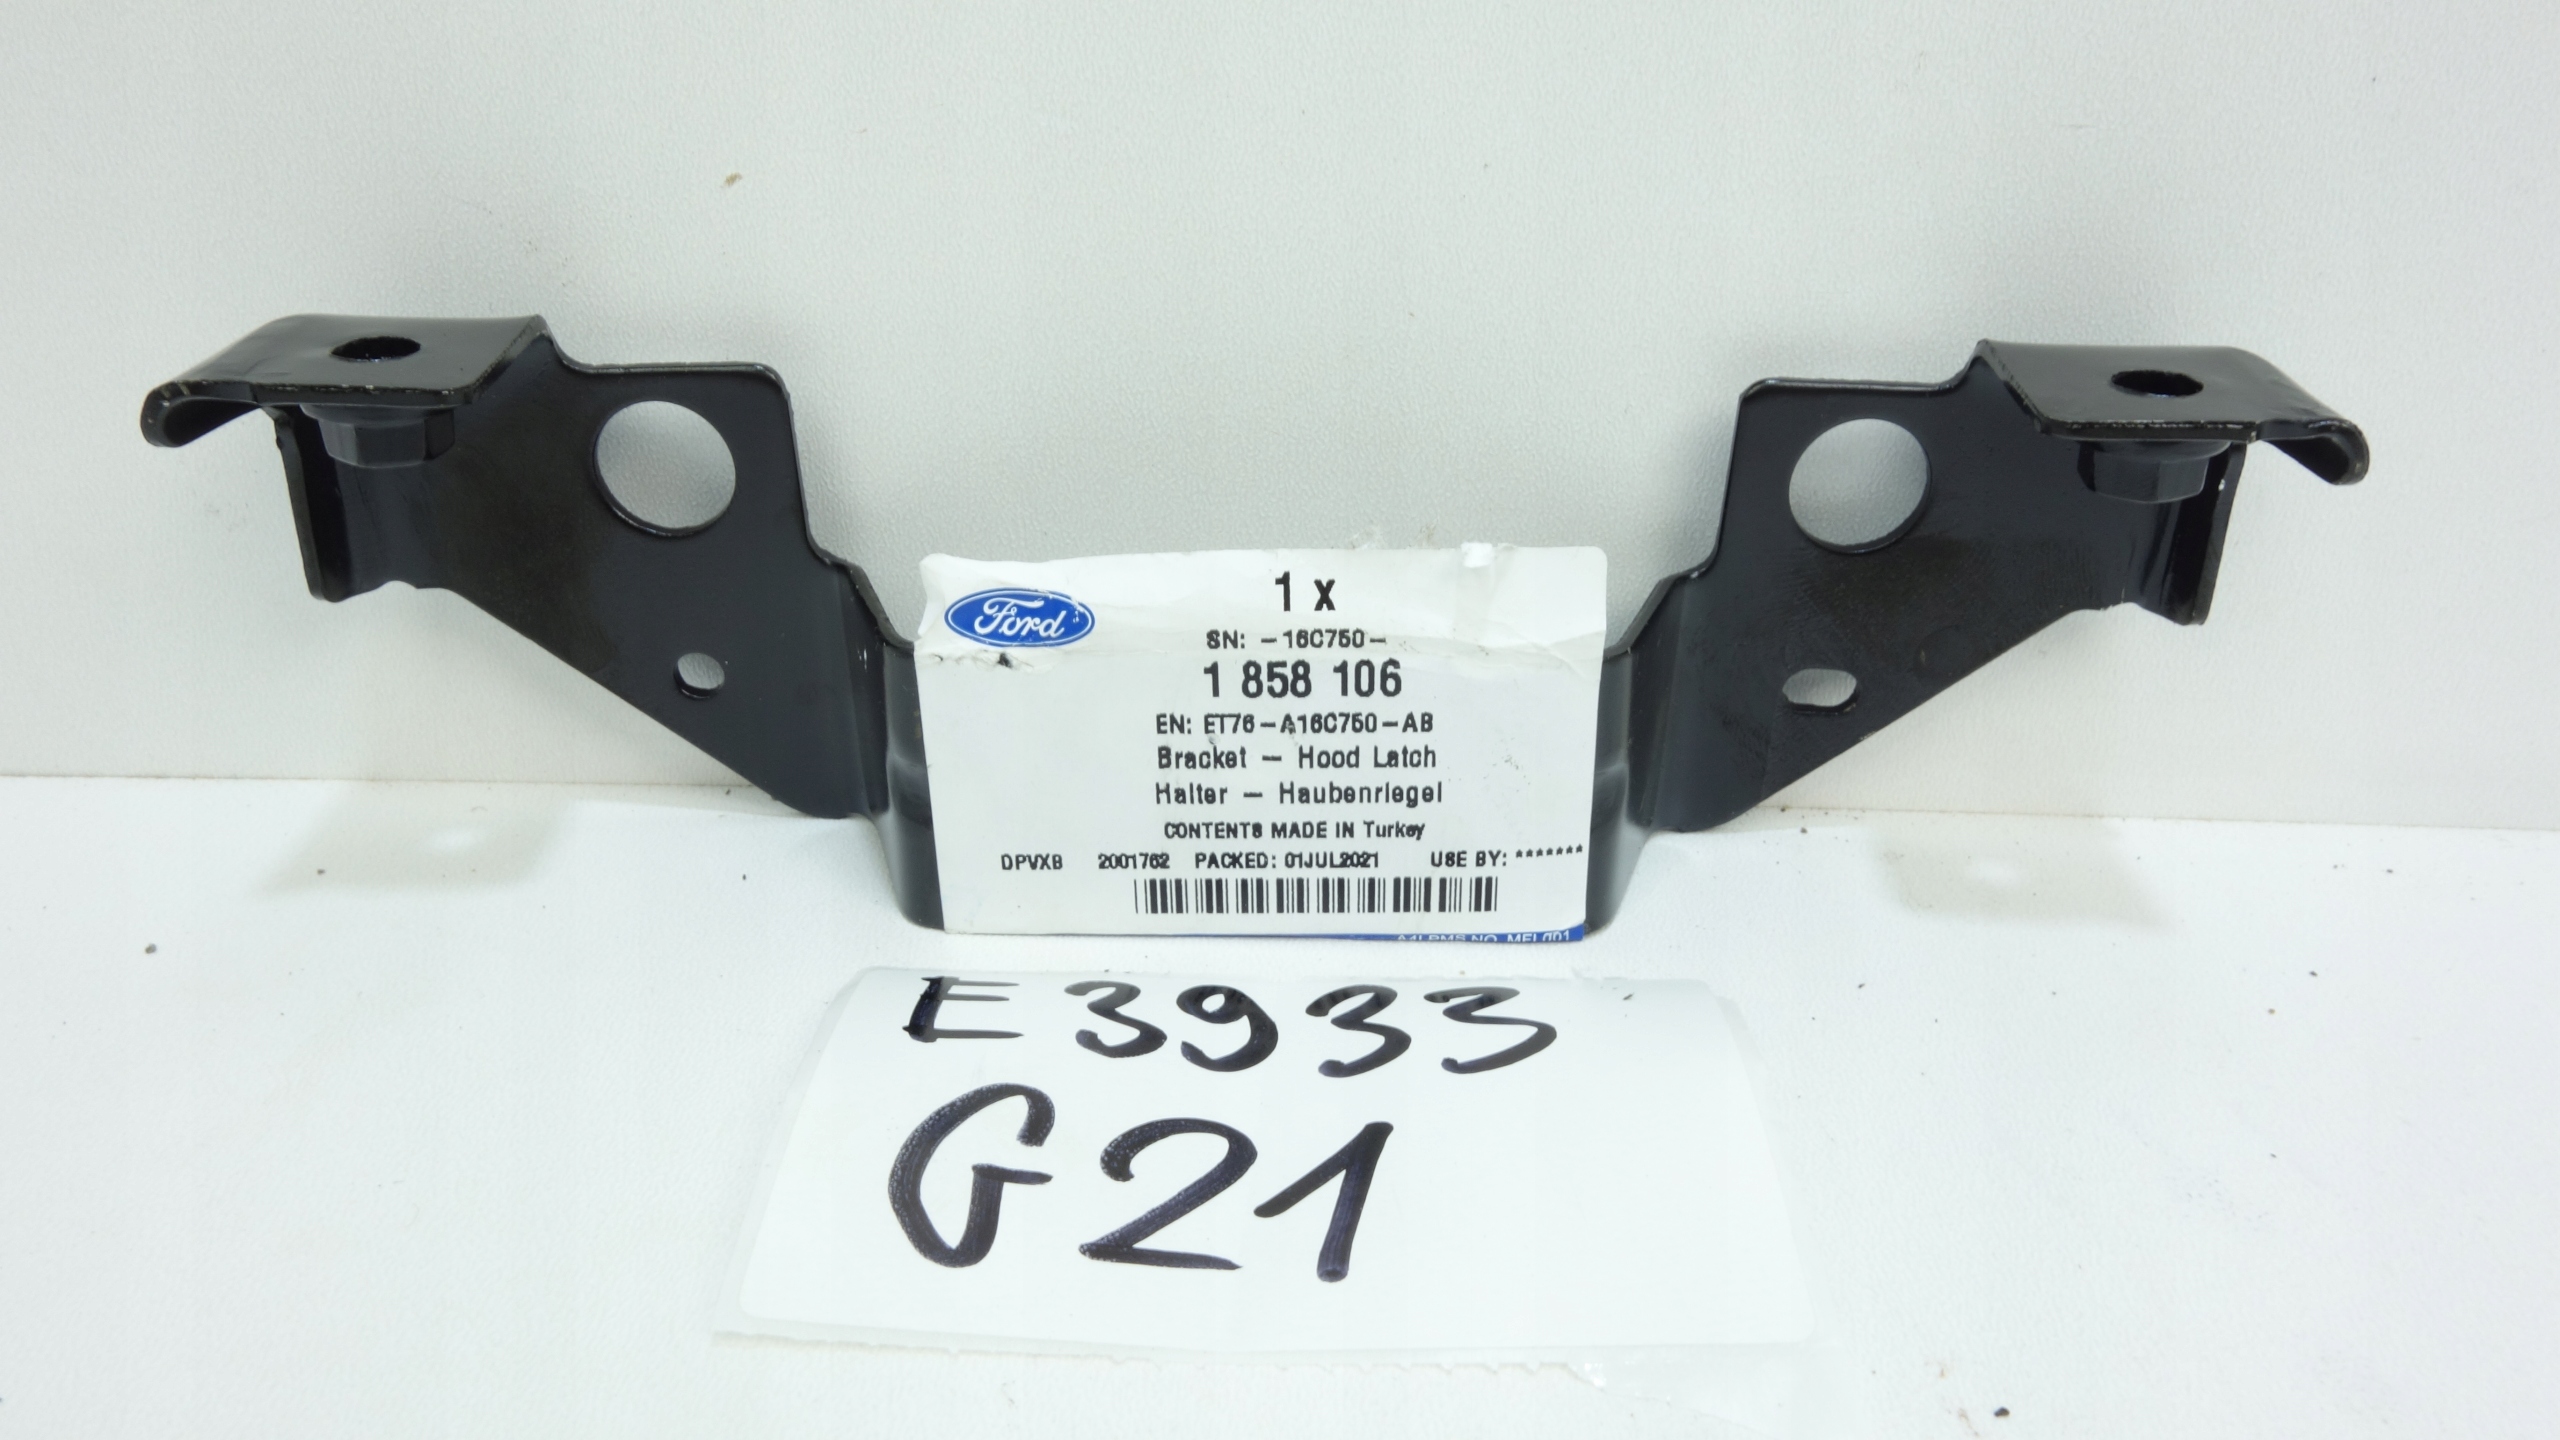 Ford
1 x
SN: -16C750-
1 858 106
EN: ET76-A16C750-AB
Bracket - Hood Latch
Halter - Haubenriegel
CONTENTS MADE IN Turkey
DPVXB 2001762 PACKED: 01JUL2021 USE BY: *******
E3933
G21